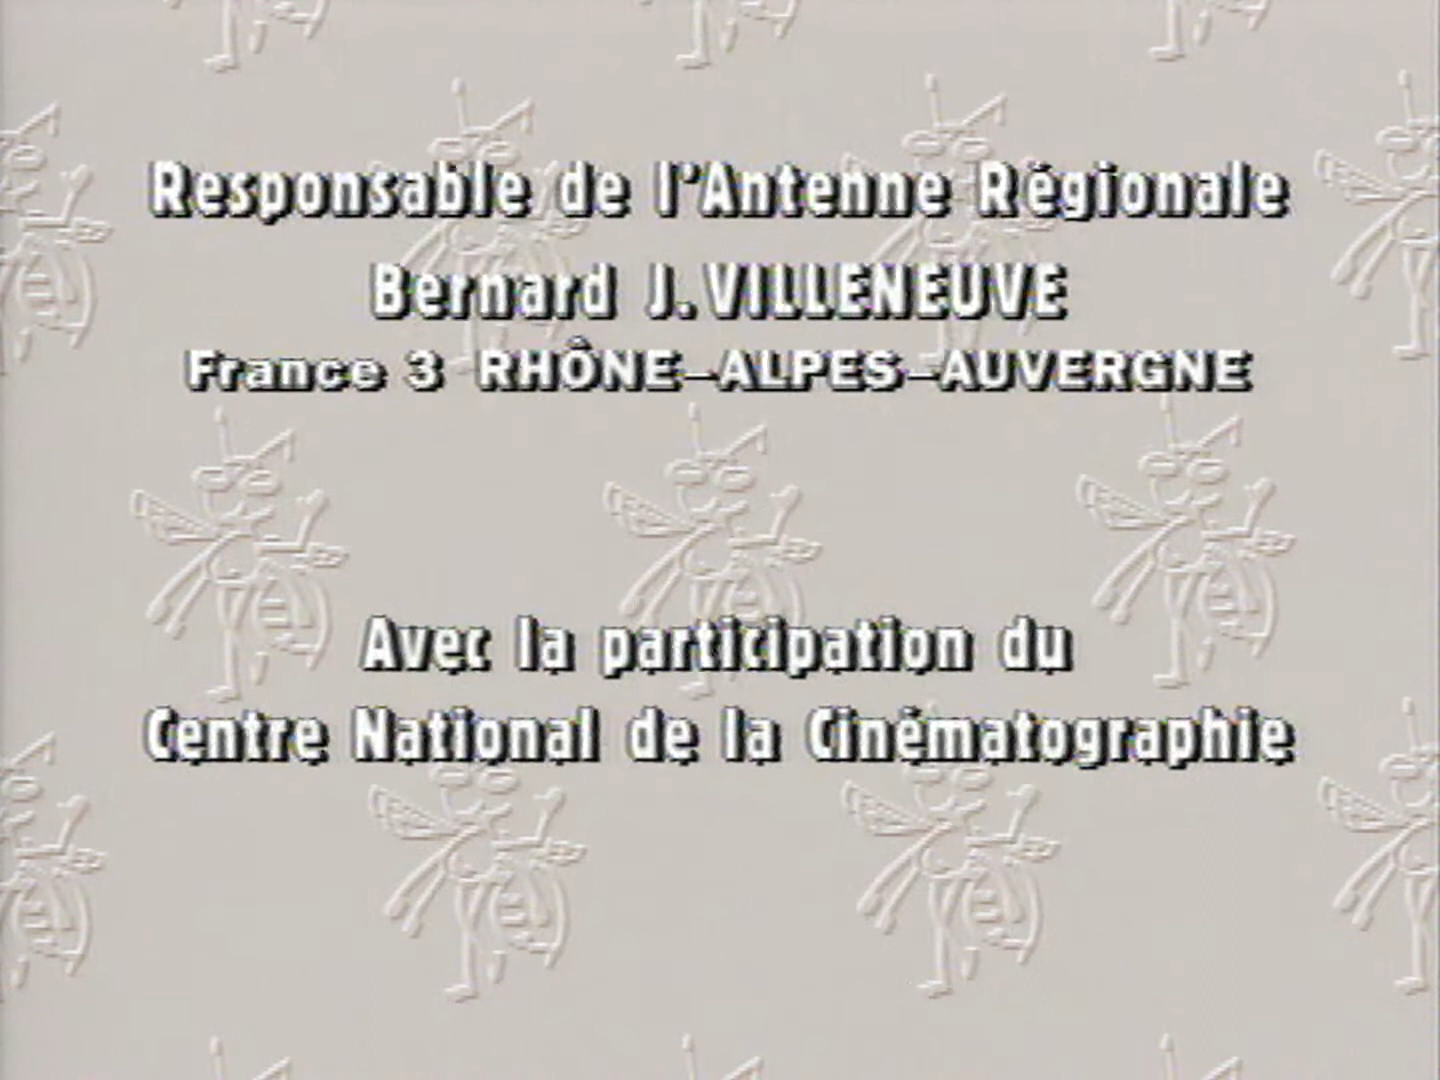 Responsable de l'Antenne Régionale
Bernard J.VILLENEUVE
France 3 RHÔNE-ALPES-AUVERGNE
Avec la participation du
Centre National de la Cinématographie